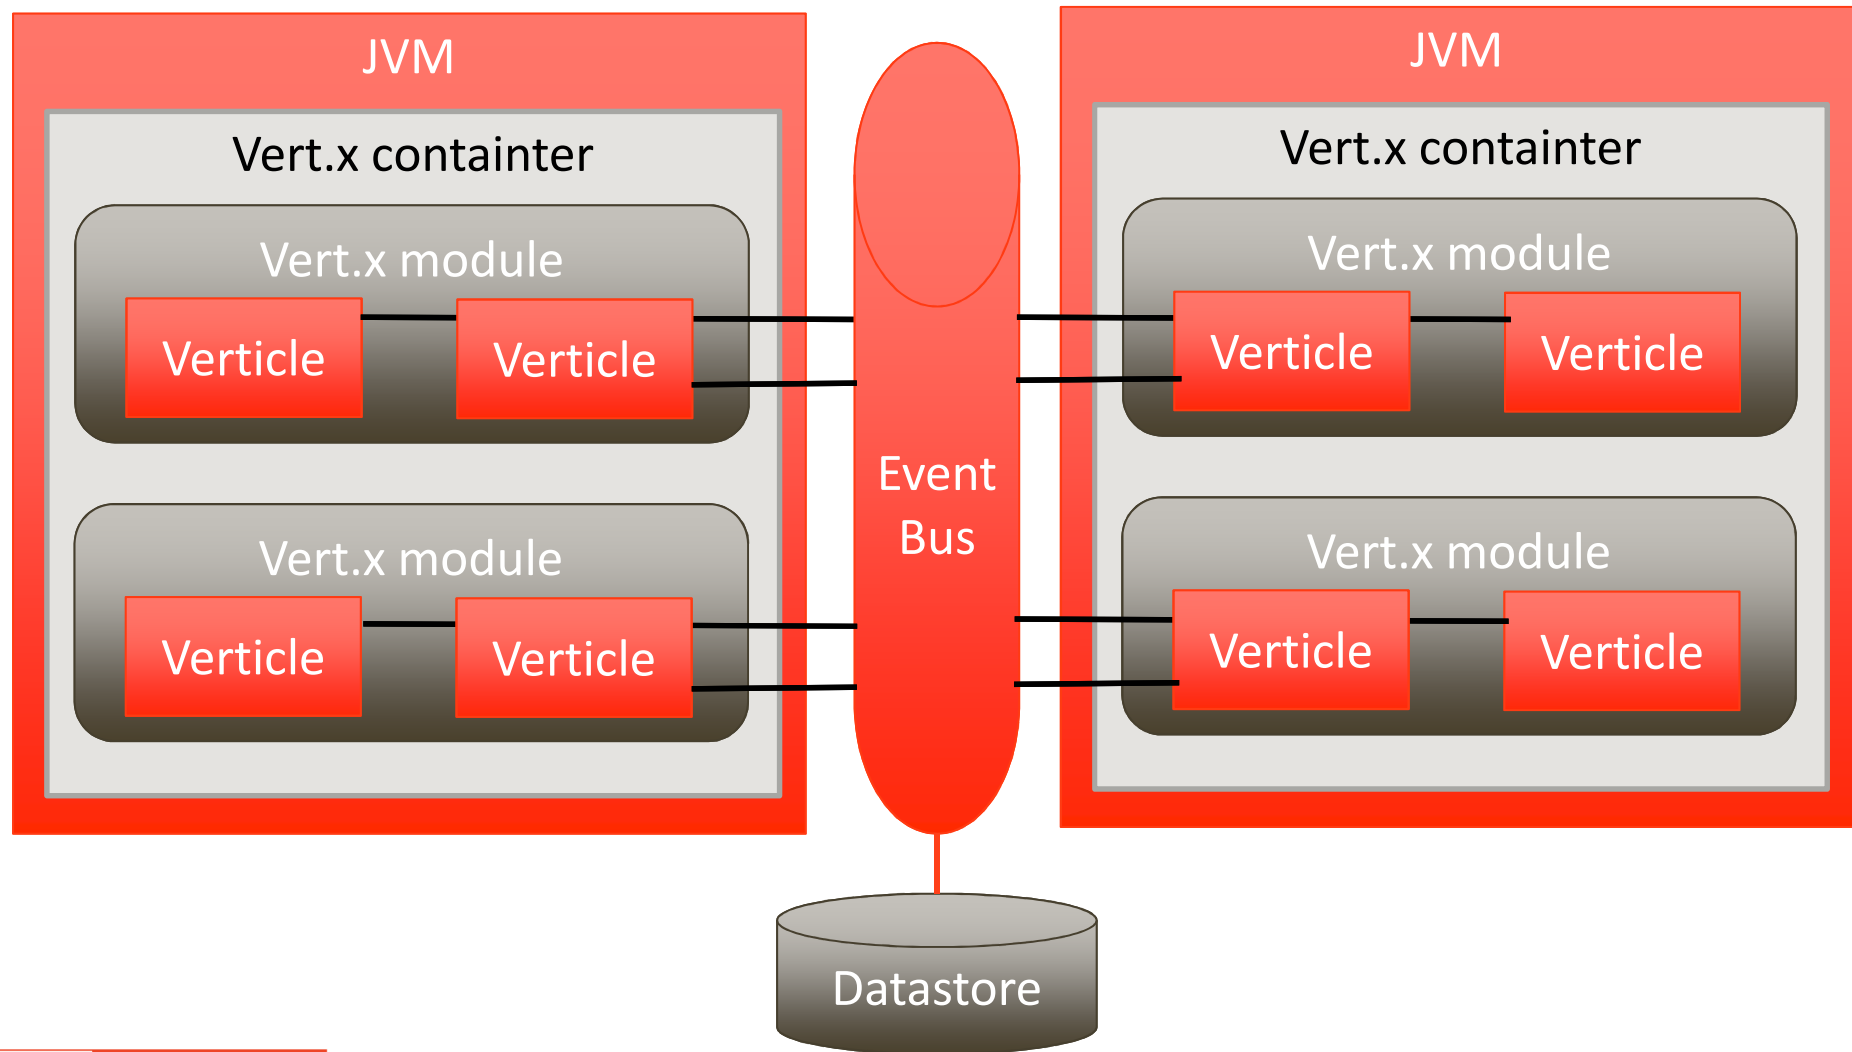 JVM
Vert.x containter
Vert.x module
Verticle
Verticle
Vert.x module
Verticle
Verticle
Event
Bus
JVM
Vert.x containter
Vert.x module
Verticle
Verticle
Vert.x module
Verticle
Verticle
Datastore